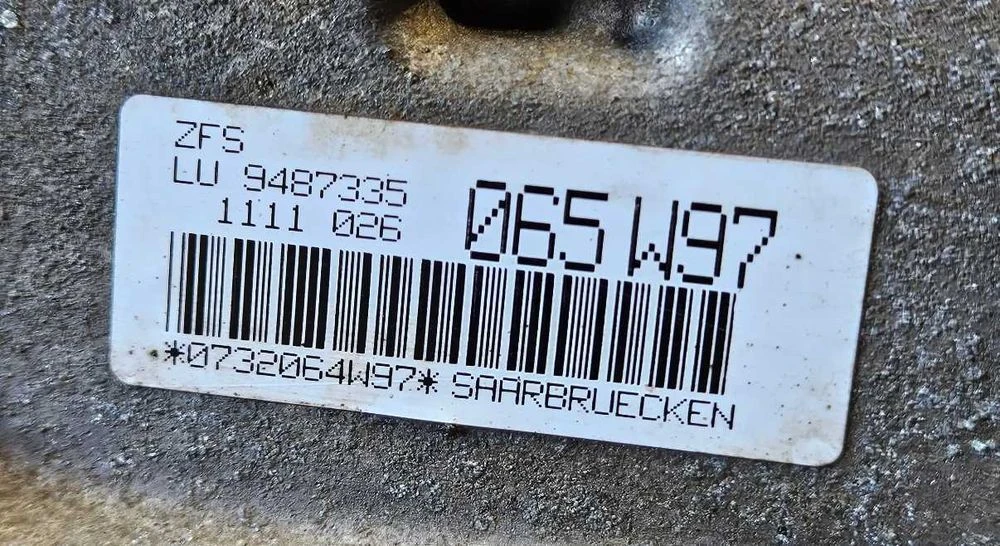 ZFS
LU 9487335
1111 026
065W97
*0732064W97* SAARBRUECKEN